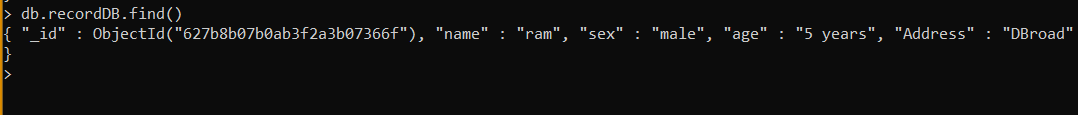 > db.recordDB.find()
{ "_id" : ObjectId("627b8b07b0ab3f2a3b07366f"), "name" : "ram", "sex" : "male", "age" : "5 years", "Address" : "DBroad"
}
>